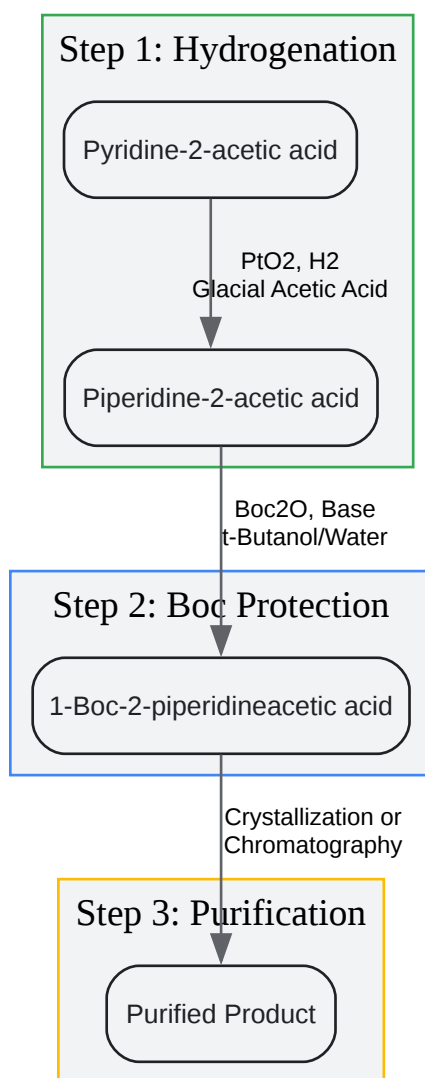 Step 1: Hydrogenation
Pyridine-2-acetic acid
PtO2, H2
Glacial Acetic Acid
Piperidine-2-acetic acid
Boc2O, Base
t-Butanol/Water
Step 2: Boc Protection
1-Boc-2-piperidineacetic acid
Crystallization or
Chromatography
Step 3: Purification
Purified Product